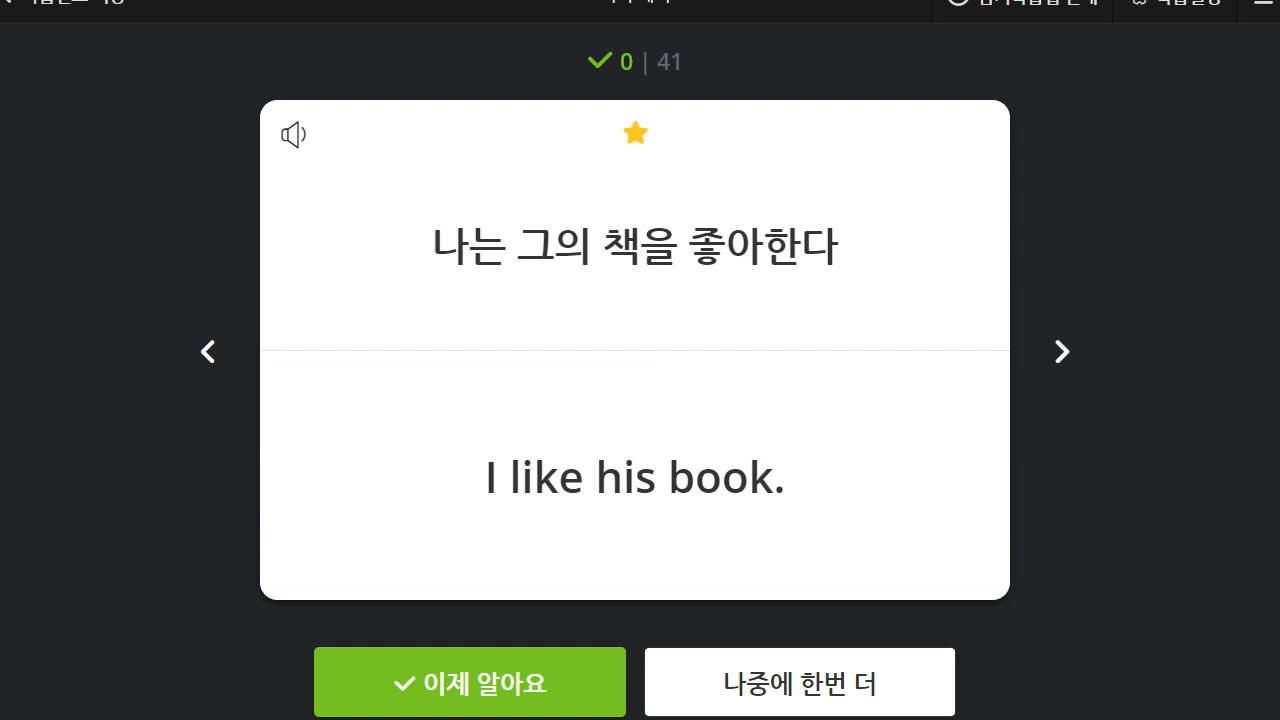 0 | 41
나는 그의 책을 좋아한다
I like his book.
이제 알아요
나중에 한번 더